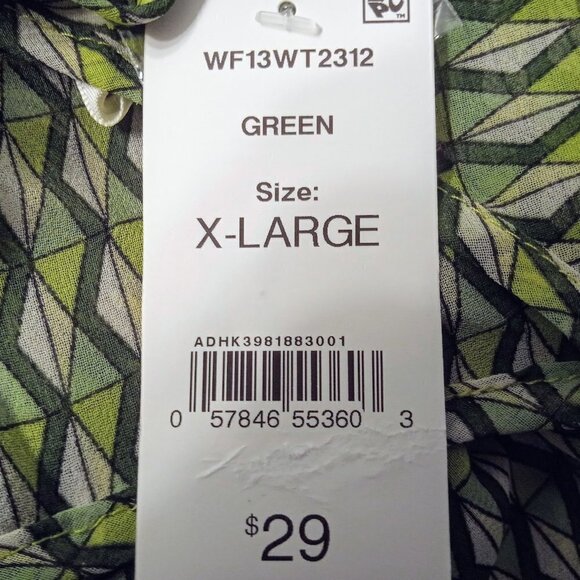 WF13WT2312
GREEN
Size:
X-LARGE
ADHK3981883001
0 57846 55360 3
$29